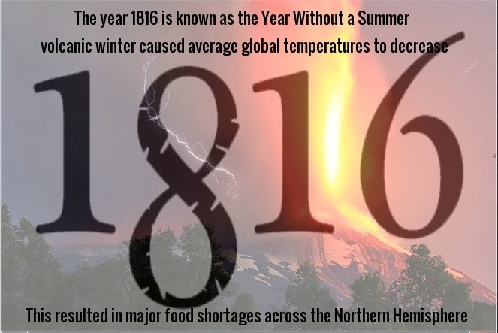 The year 1816 is known as the Year Without a Summer
volcanic winter caused average global temperatures to decrease
1816
This resulted in major food shortages across the Northern Hemisphere